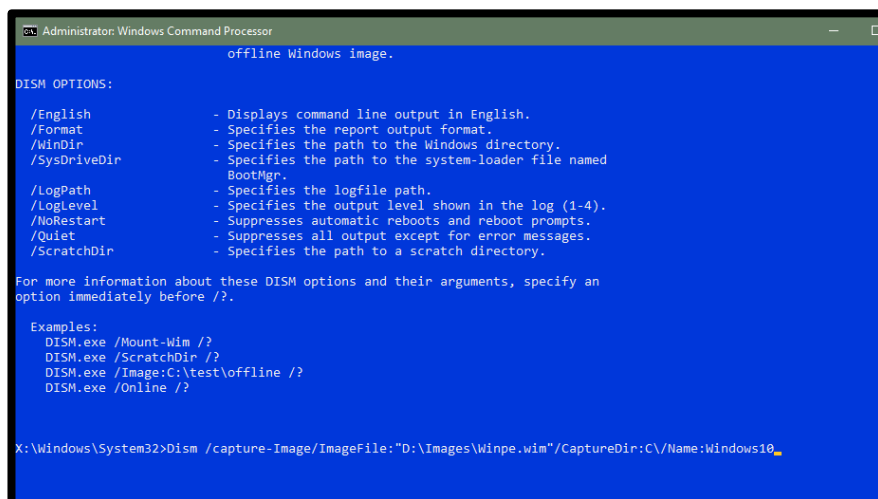 Administrator: Windows Command Processor
offline Windows image.
DISM OPTIONS:
/English - Displays command line output in English.
/Format - Specifies the report output format.
/WinDir - Specifies the path to the Windows directory.
/SysDriveDir - Specifies the path to the system-loader file named
BootMgr.
/LogPath - Specifies the logfile path.
/LogLevel - Specifies the output level shown in the log (1-4).
/NoRestart - Suppresses automatic reboots and reboot prompts.
/Quiet - Suppresses all output except for error messages.
/ScratchDir - Specifies the path to a scratch directory.
For more information about these DISM options and their arguments, specify an
option immediately before /?.
Examples:
DISM.exe /Mount-Wim /?
DISM.exe /ScratchDir /?
DISM.exe /Image:C:\test\offline /?
DISM.exe /Online /?
X:\Windows\System32>Dism /capture-Image/ImageFile:"D:\Images\Winpe.wim"/CaptureDir:C\/Name:Windows10